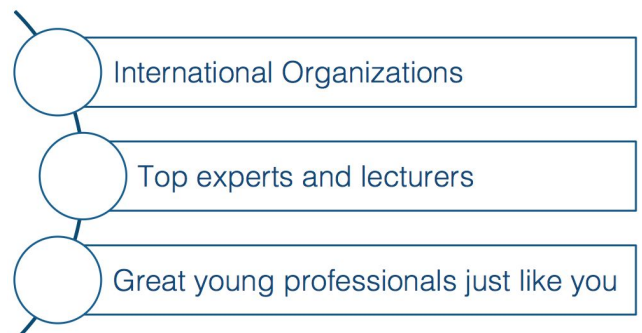 International Organizations
Top experts and lecturers
Great young professionals just like you